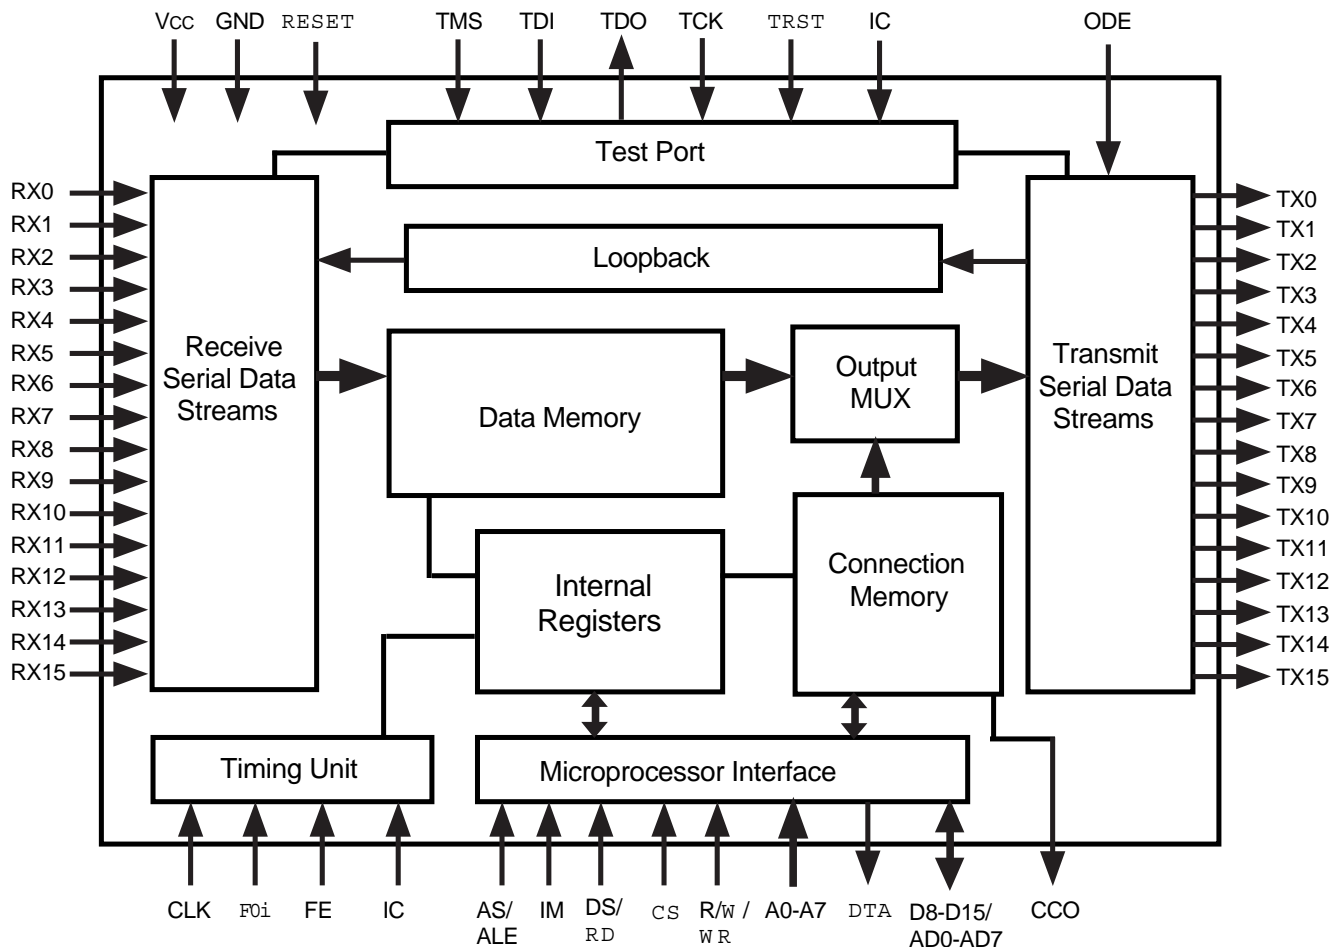 Vcc GND RESET TMS TDI TDO TCK TRST IC ODE
Test Port
RX0
RX1
RX2
RX3
RX4
RX5
RX6
RX7
RX8
RX9
RX10
RX11
RX12
RX13
RX14
RX15
Receive
Serial Data
Streams
Loopback
Data Memory
Output
MUX
Transmit
Serial Data
Streams
TX0
TX1
TX2
TX3
TX4
TX5
TX6
TX7
TX8
TX9
TX10
TX11
TX12
TX13
TX14
TX15
Internal
Registers
Connection
Memory
Timing Unit
Microprocessor Interface
CLK F0i FE IC AS/ IM DS/ CS R/W/ A0-A7 DTA D8-D15/ CCO
ALE RD WR AD0-AD7